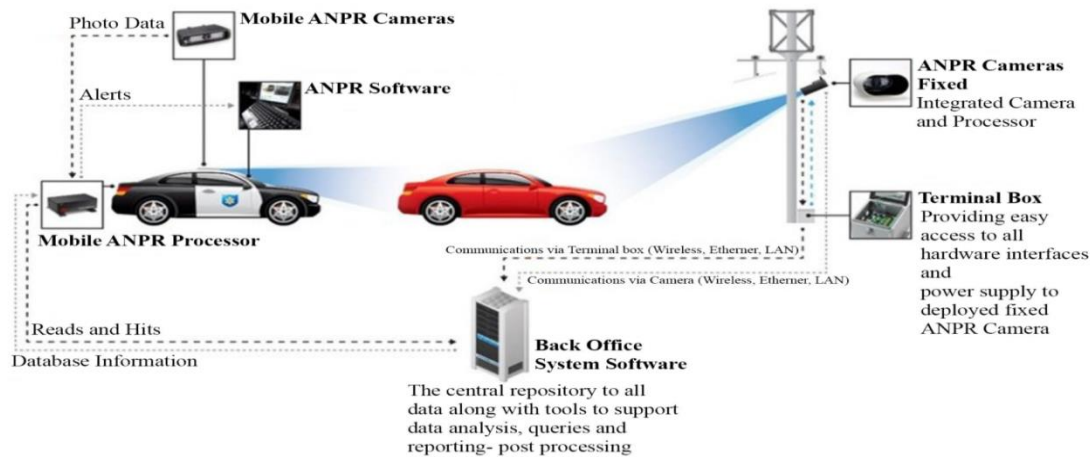 Photo Data
Mobile ANPR Cameras
Alerts
ANPR Software
ANPR Cameras
Fixed
Integrated Camera
and Processor
Mobile ANPR Processor
Terminal Box
Providing easy
access to all
hardware interfaces
and
power supply to
deployed fixed
ANPR Camera
Communications via Terminal box (Wireless, Etherner, LAN)
Communications via Camera (Wireless, Etherner, LAN)
Reads and Hits
Database Information
Back Office
System Software
The central repository to all
data along with tools to support
data analysis, queries and
reporting- post processing